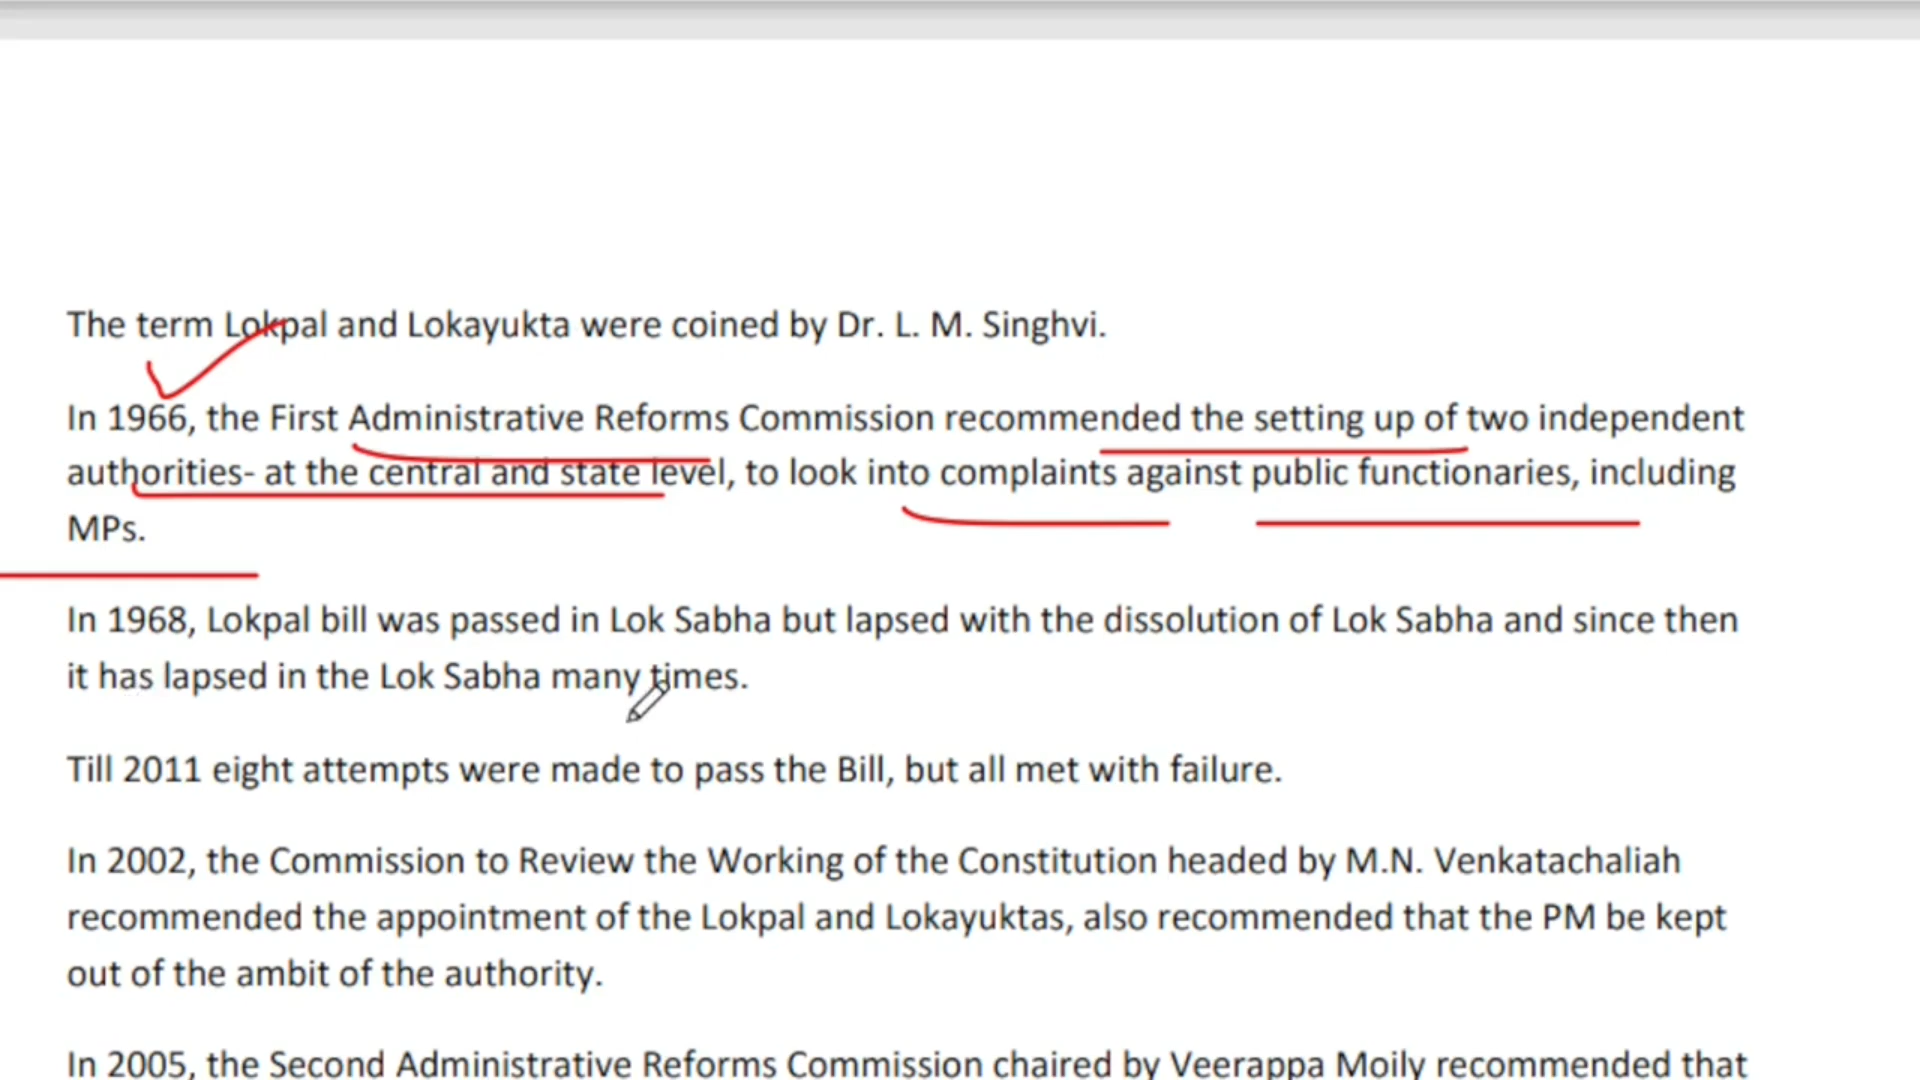 The term Lokpal and Lokayukta were coined by Dr. L. M. Singhvi.
In 1966, the First Administrative Reforms Commission recommended the setting up of two independent
authorities- at the central and state level, to look into complaints against public functionaries, including
MPs.
In 1968, Lokpal bill was passed in Lok Sabha but lapsed with the dissolution of Lok Sabha and since then
it has lapsed in the Lok Sabha many times.
Till 2011 eight attempts were made to pass the Bill, but all met with failure.
In 2002, the Commission to Review the Working of the Constitution headed by M.N. Venkatachaliah
recommended the appointment of the Lokpal and Lokayuktas, also recommended that the PM be kept
out of the ambit of the authority.
In 2005, the Second Administrative Reforms Commission chaired by Veerappa Moily recommended that